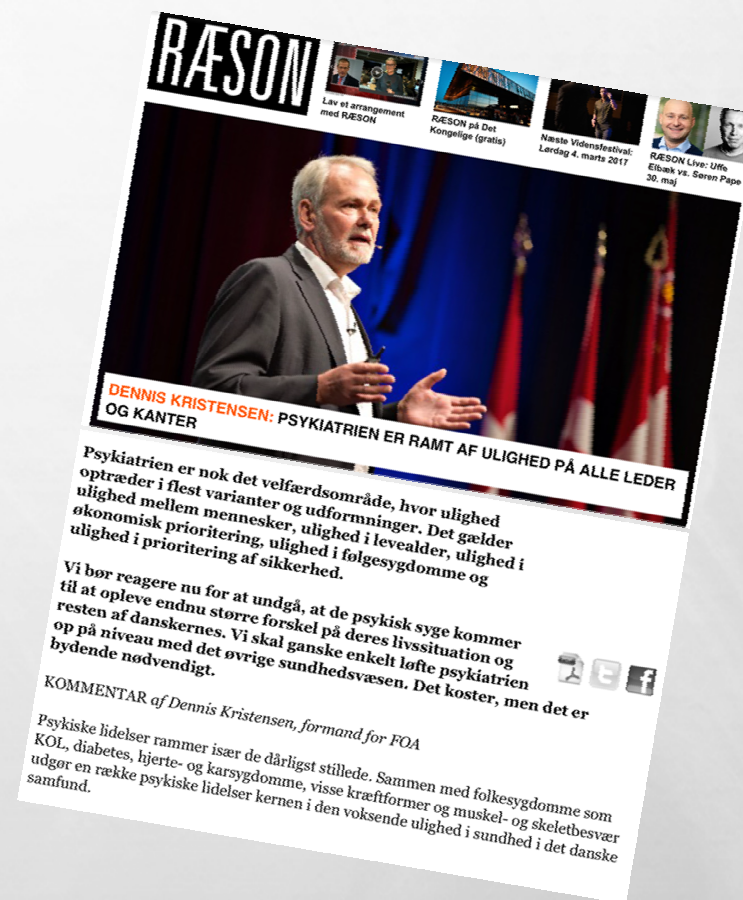 RÆSON
Lav et arrangement
med RÆSON
RÆSON på Det
Kongelige (gratis)
Næste Vidensfestival:
Lørdag 4. marts 2017
RÆSON Live: Uffe
Elbæk vs. Søren Pape
30. maj
DENNIS KRISTENSEN: PSYKIATRIEN ER RAMT AF ULIGHED PÅ ALLE LEDER
OG KANTER
Psykiatrien er nok det velfærdsområde, hvor ulighed
optræder i flest varianter og udformninger. Det gælder
ulighed mellem mennesker, ulighed i levealder, ulighed i
økonomisk prioritering, ulighed i følgesygdomme og
ulighed i prioritering af sikkerhed.
Vi bør reagere nu for at undgå, at de psykisk syge kommer
til at opleve endnu større forskel på deres livssituation og
resten af danskernes. Vi skal ganske enkelt løfte psykiatrien
op på niveau med det øvrige sundhedsvæsen. Det koster, men det er
bydende nødvendigt.
KOMMENTAR af Dennis Kristensen, formand for FOA
Psykiske lidelser rammer især de dårligst stillede. Sammen med folkesygdomme som
KOL, diabetes, hjerte- og karsygdomme, visse kræftformer og muskel- og skeletbesvær
udgør en række psykiske lidelser kernen i den voksende ulighed i sundhed i det danske
samfund.